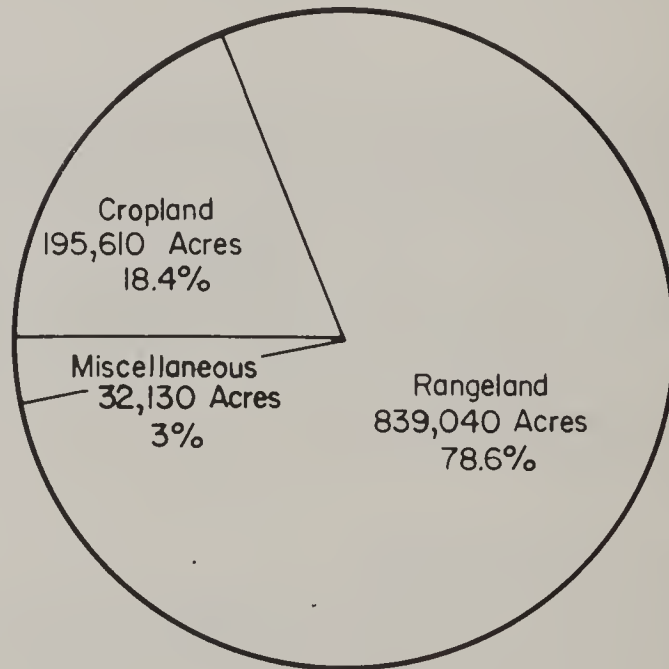 Cropland
195,610 Acres
18.4%
Miscellaneous
32,130 Acres
3%
Rangeland
839,040 Acres
78.6%